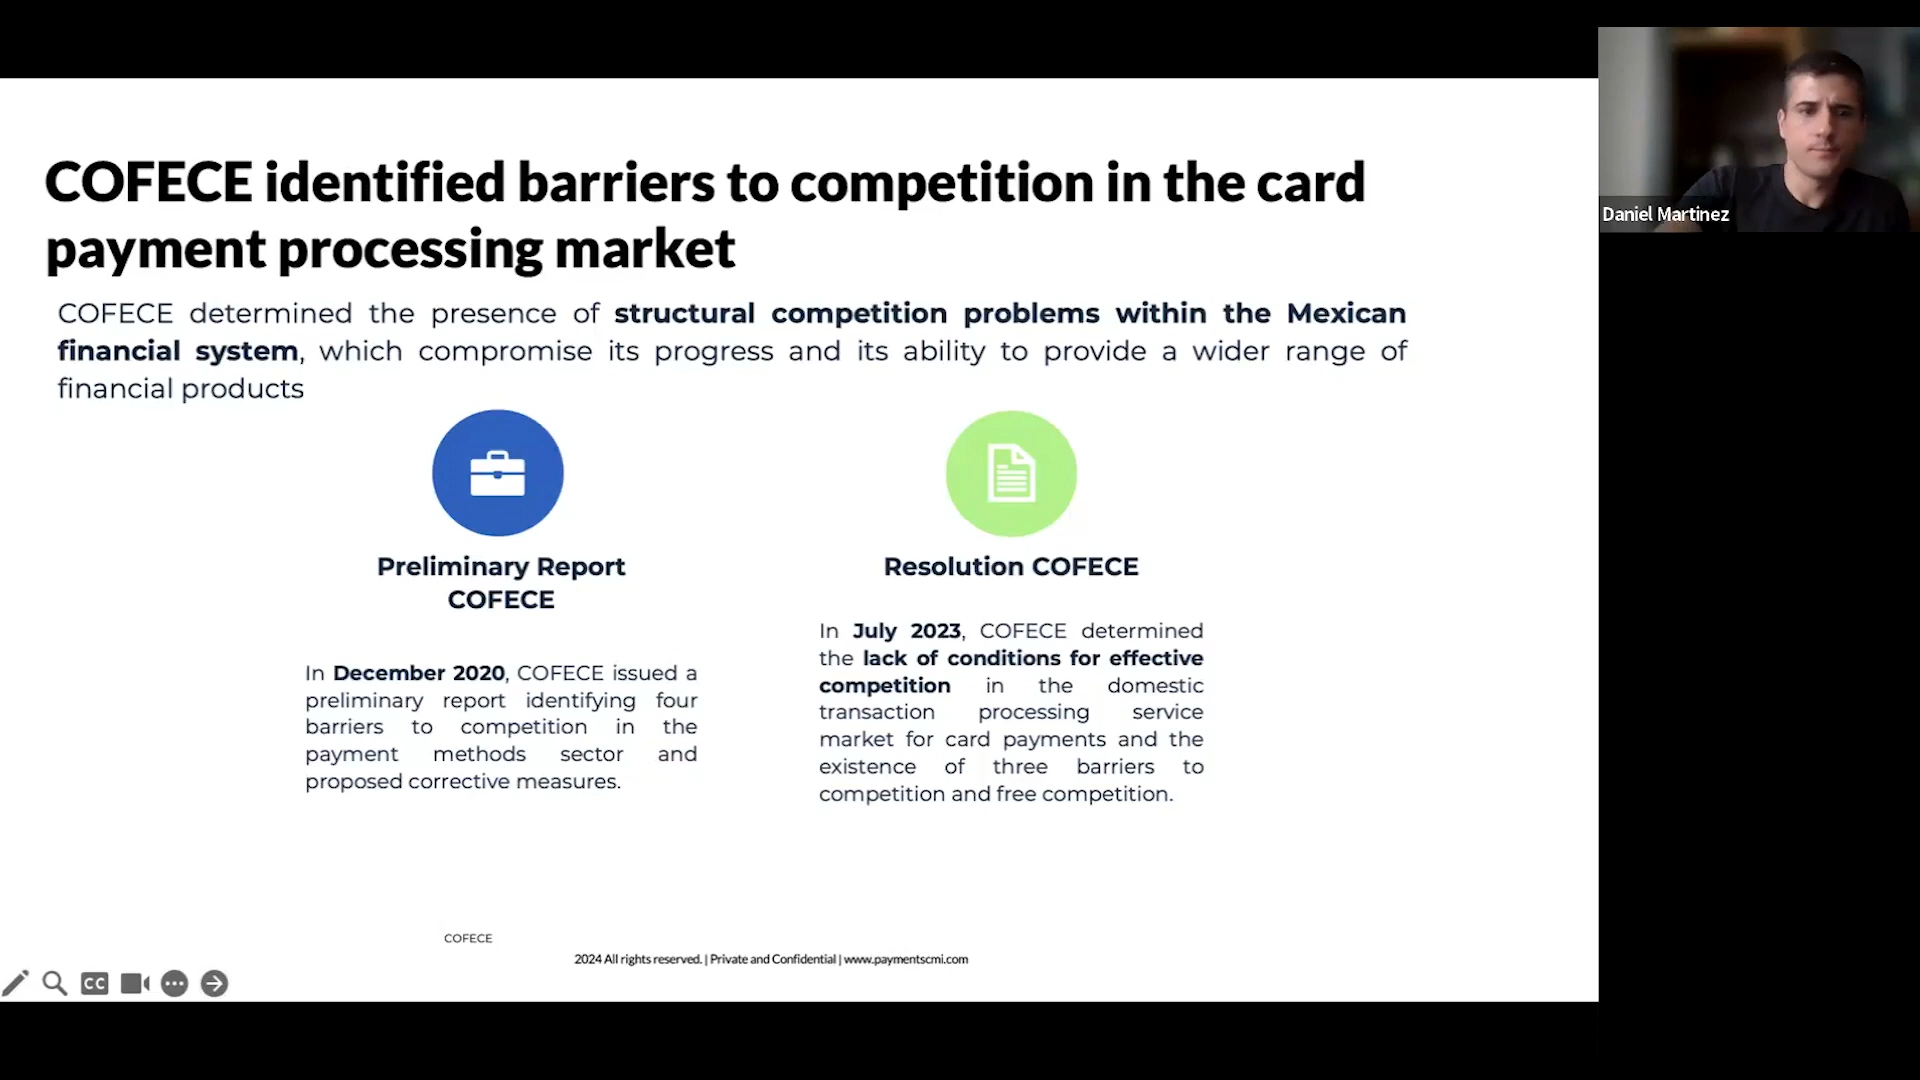 COFECE identified barriers to competition in the card
payment processing market
COFECE determined the presence of structural competition problems within the Mexican
financial system, which compromise its progress and its ability to provide a wider range of
financial products
Preliminary Report
COFECE
In December 2020, COFECE issued a
preliminary report identifying four
barriers to competition in the
payment methods sector and
proposed corrective measures.
Resolution COFECE
In July 2023, COFECE determined
the lack of conditions for effective
competition in the domestic
transaction processing service
market for card payments and the
existence of three barriers to
competition and free competition.
COFECE
2024 All rights reserved. | Private and Confidential | www.paymentscmi.com
CC
Daniel Martinez